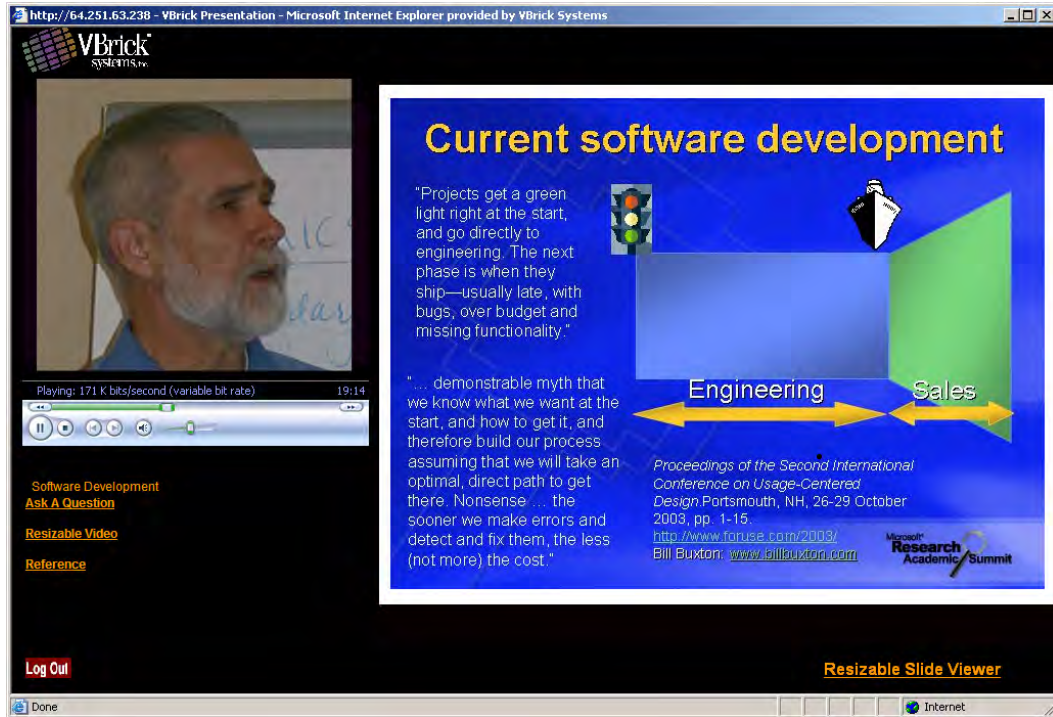 http://64.251.63.238 - VBrick Presentation - Microsoft Internet Explorer provided by VBrick Systems
VBrick
systems, inc.
Playing: 171 K bits/second (variable bit rate) 19:14
Software Development
Ask A Question
Resizable Video
Reference
Log Out
Current software development
"Projects get a green
light right at the start,
and go directly to
engineering. The next
phase is when they
ship—usually late, with
bugs, over budget and
missing functionality."
"... demonstrable myth that
we know what we want at the
start, and how to get it, and
therefore build our process
assuming that we will take an
optimal, direct path to get
there. Nonsense ... the
sooner we make errors and
detect and fix them, the less
(not more) the cost."
Engineering
Sales
Proceedings of the Second International
Conference on Usage-Centered
Design Portsmouth, NH, 26-29 October
2003, pp. 1-15.
http://www.foruse.com/2003/
Bill Buxton: www.billbuxton.com
Microsoft
Research
Academic Summit
Resizable Slide Viewer
Done
Internet